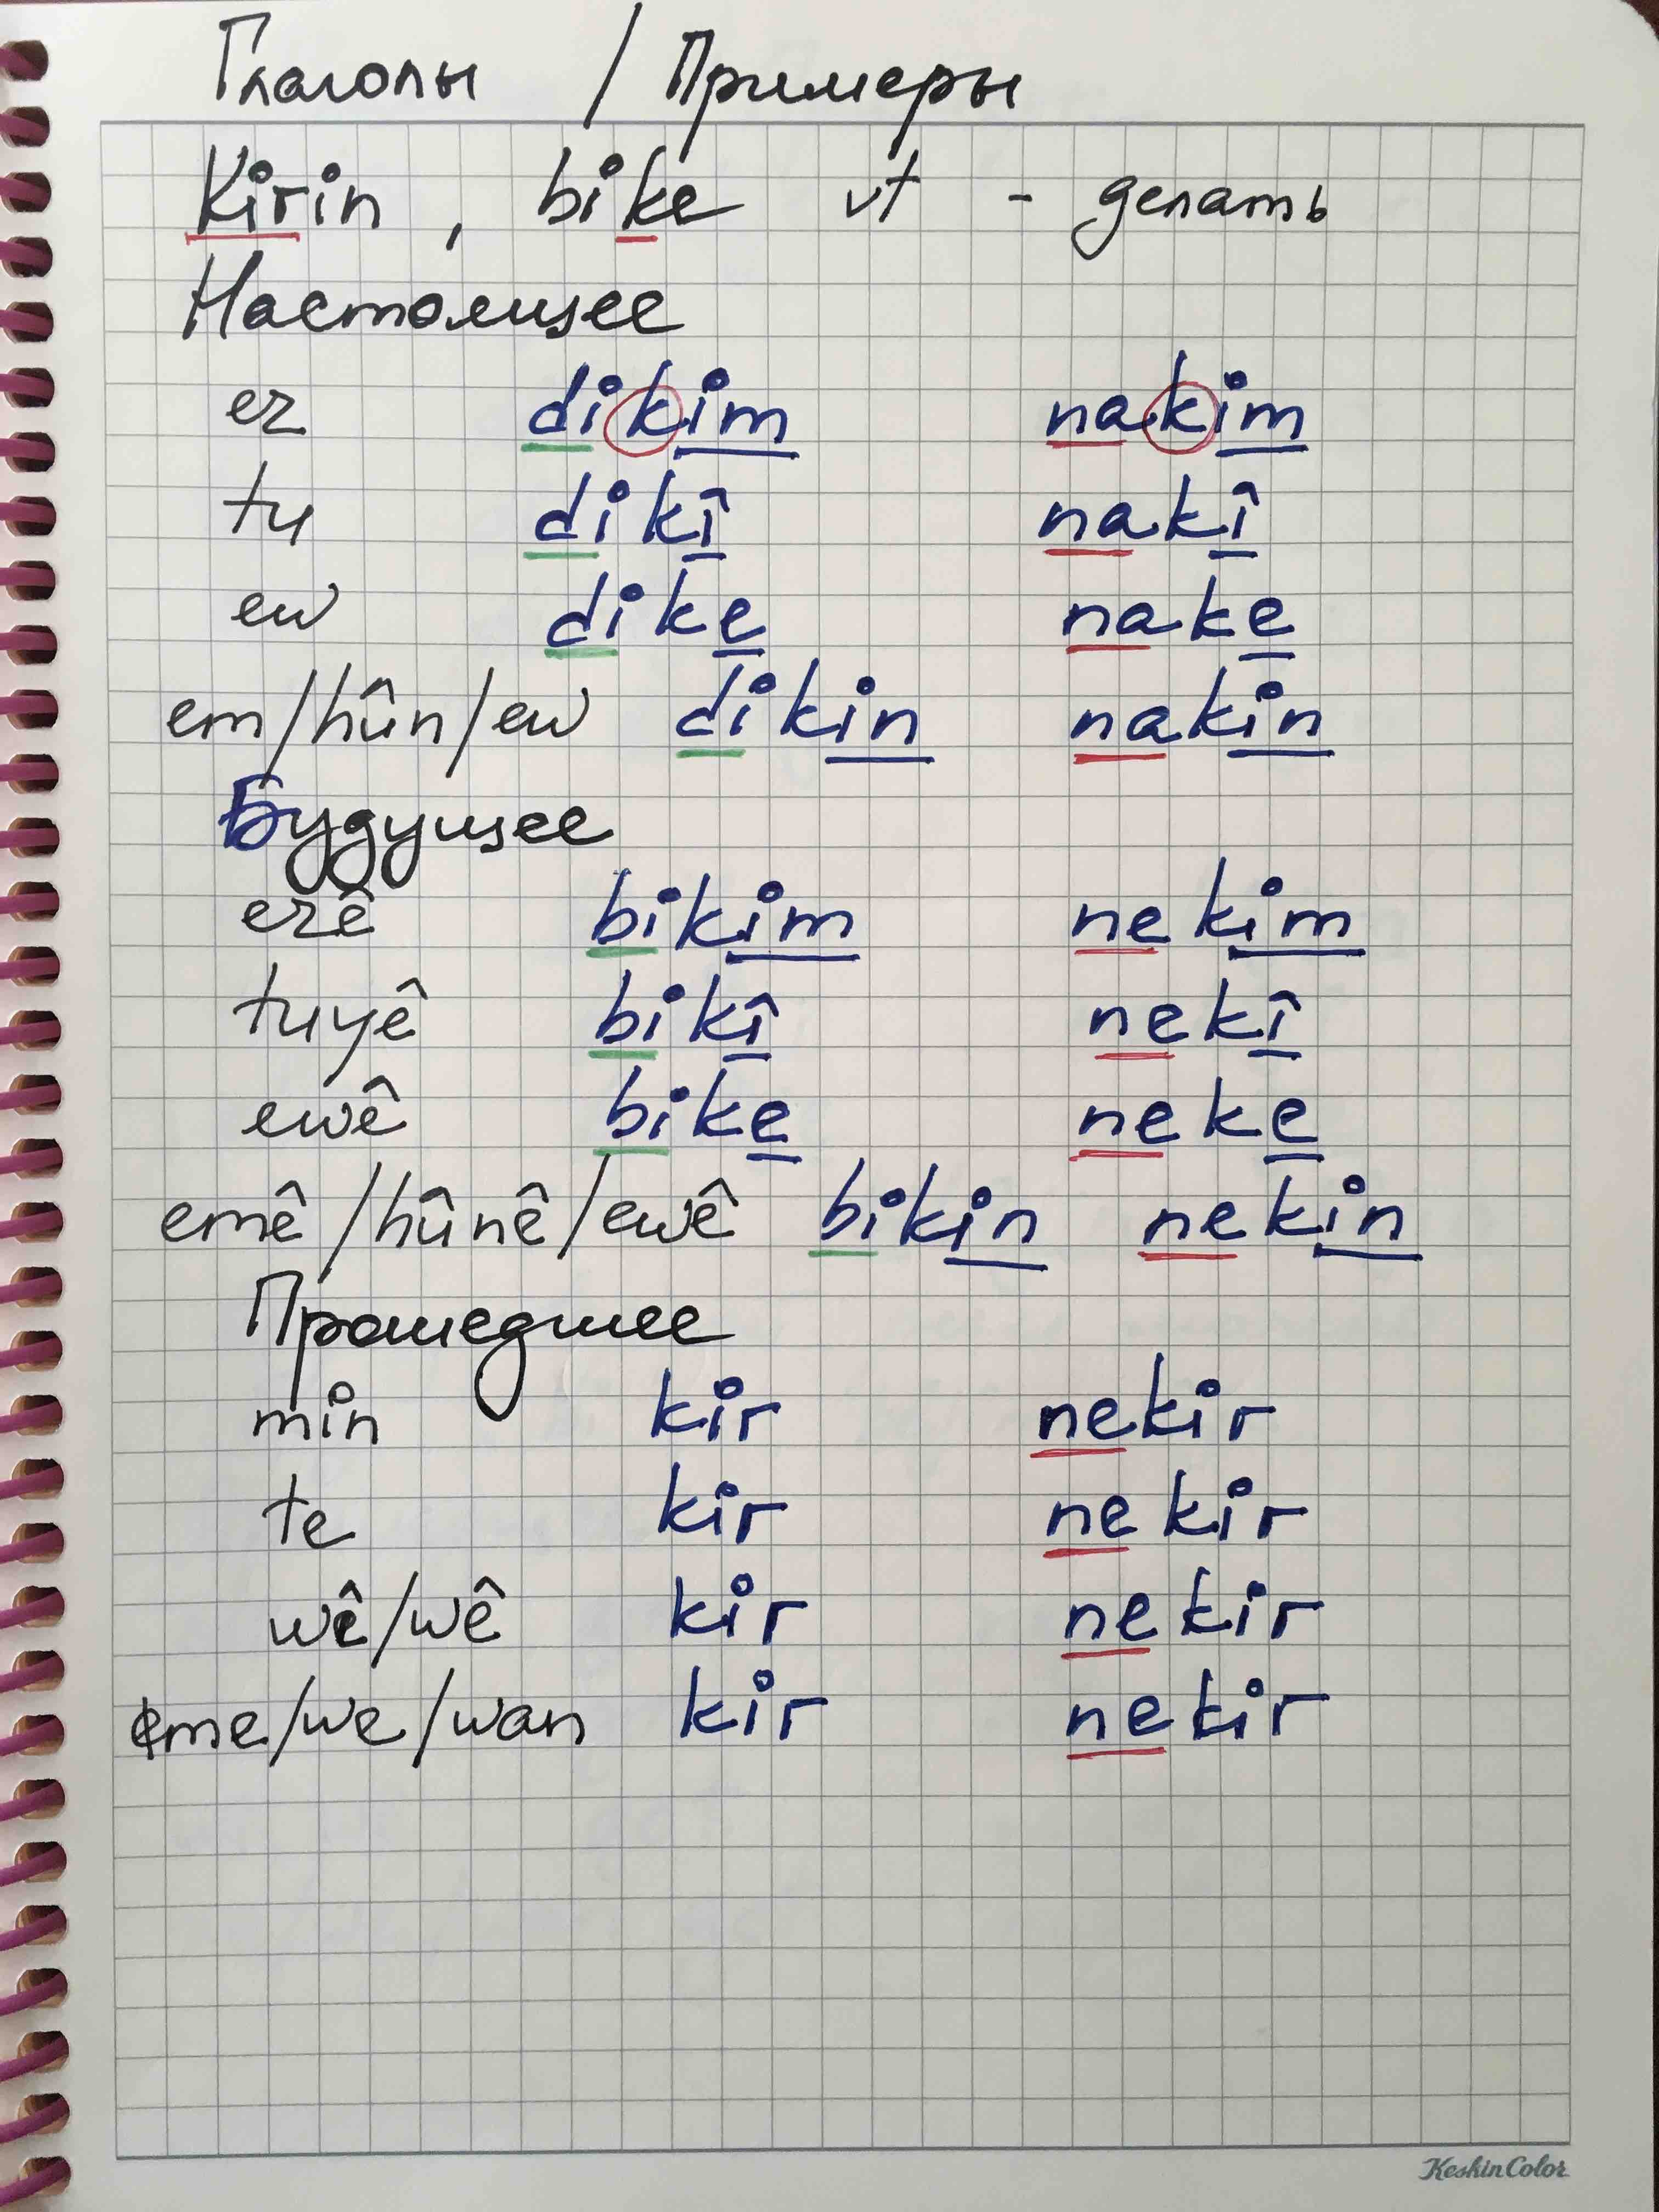 Глаголы / Примеры
Kirin, bike vt - делать
Настоящее
ez dikim nakim
tu dikî nakî
ew dike nake
em/hûn/ew dikin nakin
Будущее
ezê bikim nekim
tuyê bikî nekî
ewê bike neke
emê/hûnê/ewê bikin nekin
Прошедшее
min kir nekir
te kir nekir
wê/wê kir nekir
me/we/wan kir nekir
KeskinColor